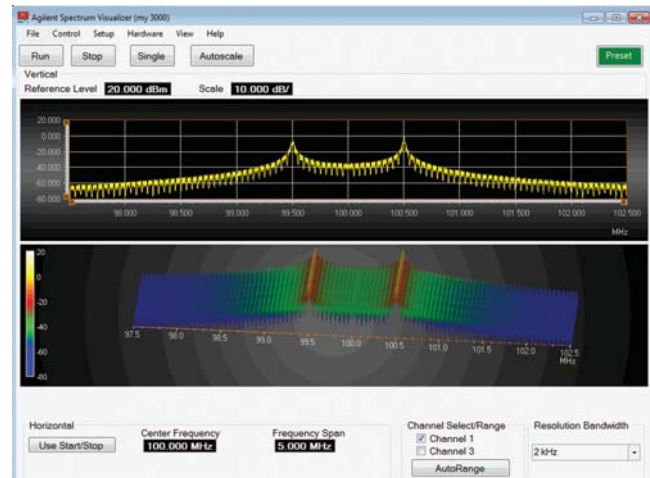 Agilent Spectrum Visualizer (my 3000)
File Control Setup Hardware View Help
Run Stop Single Autoscale Preset
Vertical
Reference Level 20.000 dBm Scale 10.000 dB/
20.000
0.000
-20.000
-40.000
-60.000
-80.000
98.000 98.500 99.000 99.500 100.000 100.500 101.000 101.500 102.000 102.500
MHz
20
0
-20
-40
-60
-80
97.5 98.0 98.5 99.0 99.5 100.0 100.5 101.0 101.5 102.0 102.5
MHz
Horizontal
Use Start/Stop
Center Frequency
100.000 MHz
Frequency Span
5.000 MHz
Channel Select/Range
Channel 1
Channel 3
AutoRange
Resolution Bandwidth
2 kHz